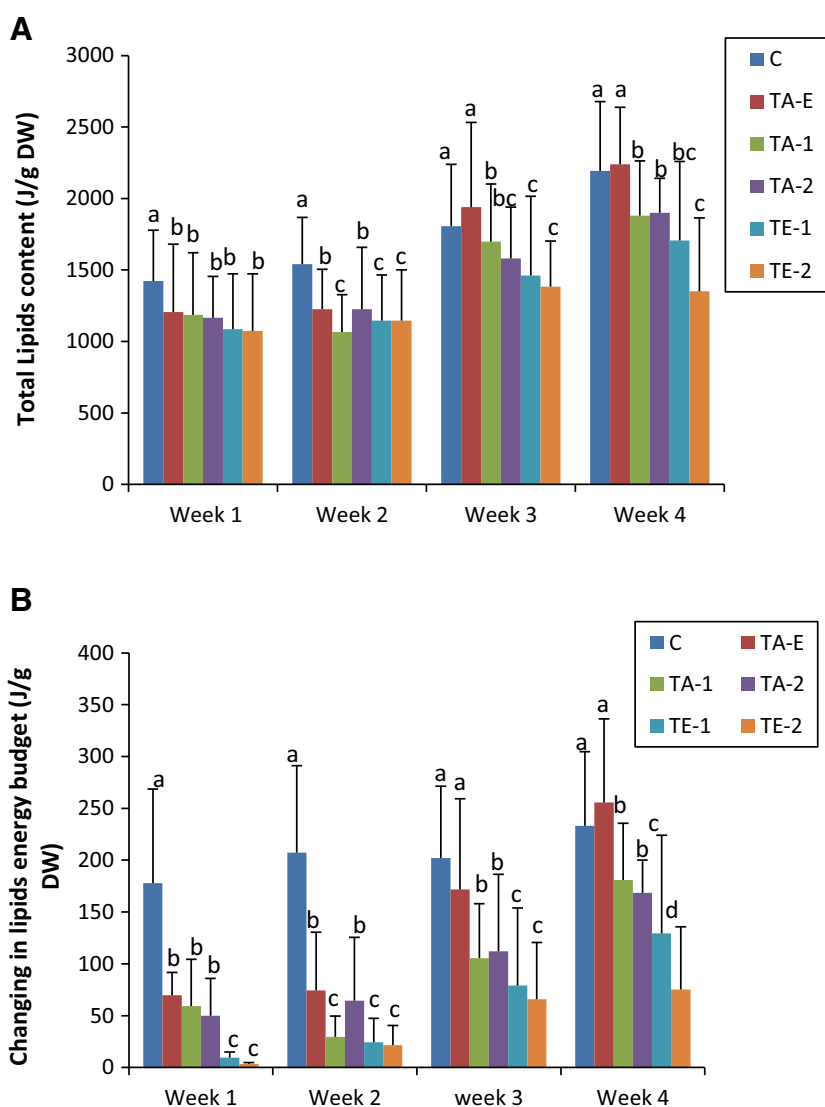 A
Total Lipids content (J/g DW)
3000
2500
2000
1500
1000
500
0
a b b b b b
a b c b c c
a a b bc c c
a a b b bc c
Week 1 Week 2 Week 3 Week 4
C
TA-E
TA-1
TA-2
TE-1
TE-2
B
Changing in lipids energy budget (J/g
DW)
400
350
300
250
200
150
100
50
0
a b b b c c
a b c b c c
a a b b c c
a a b b c d
Week 1 Week 2 week 3 Week 4
C TA-E
TA-1 TA-2
TE-1 TE-2